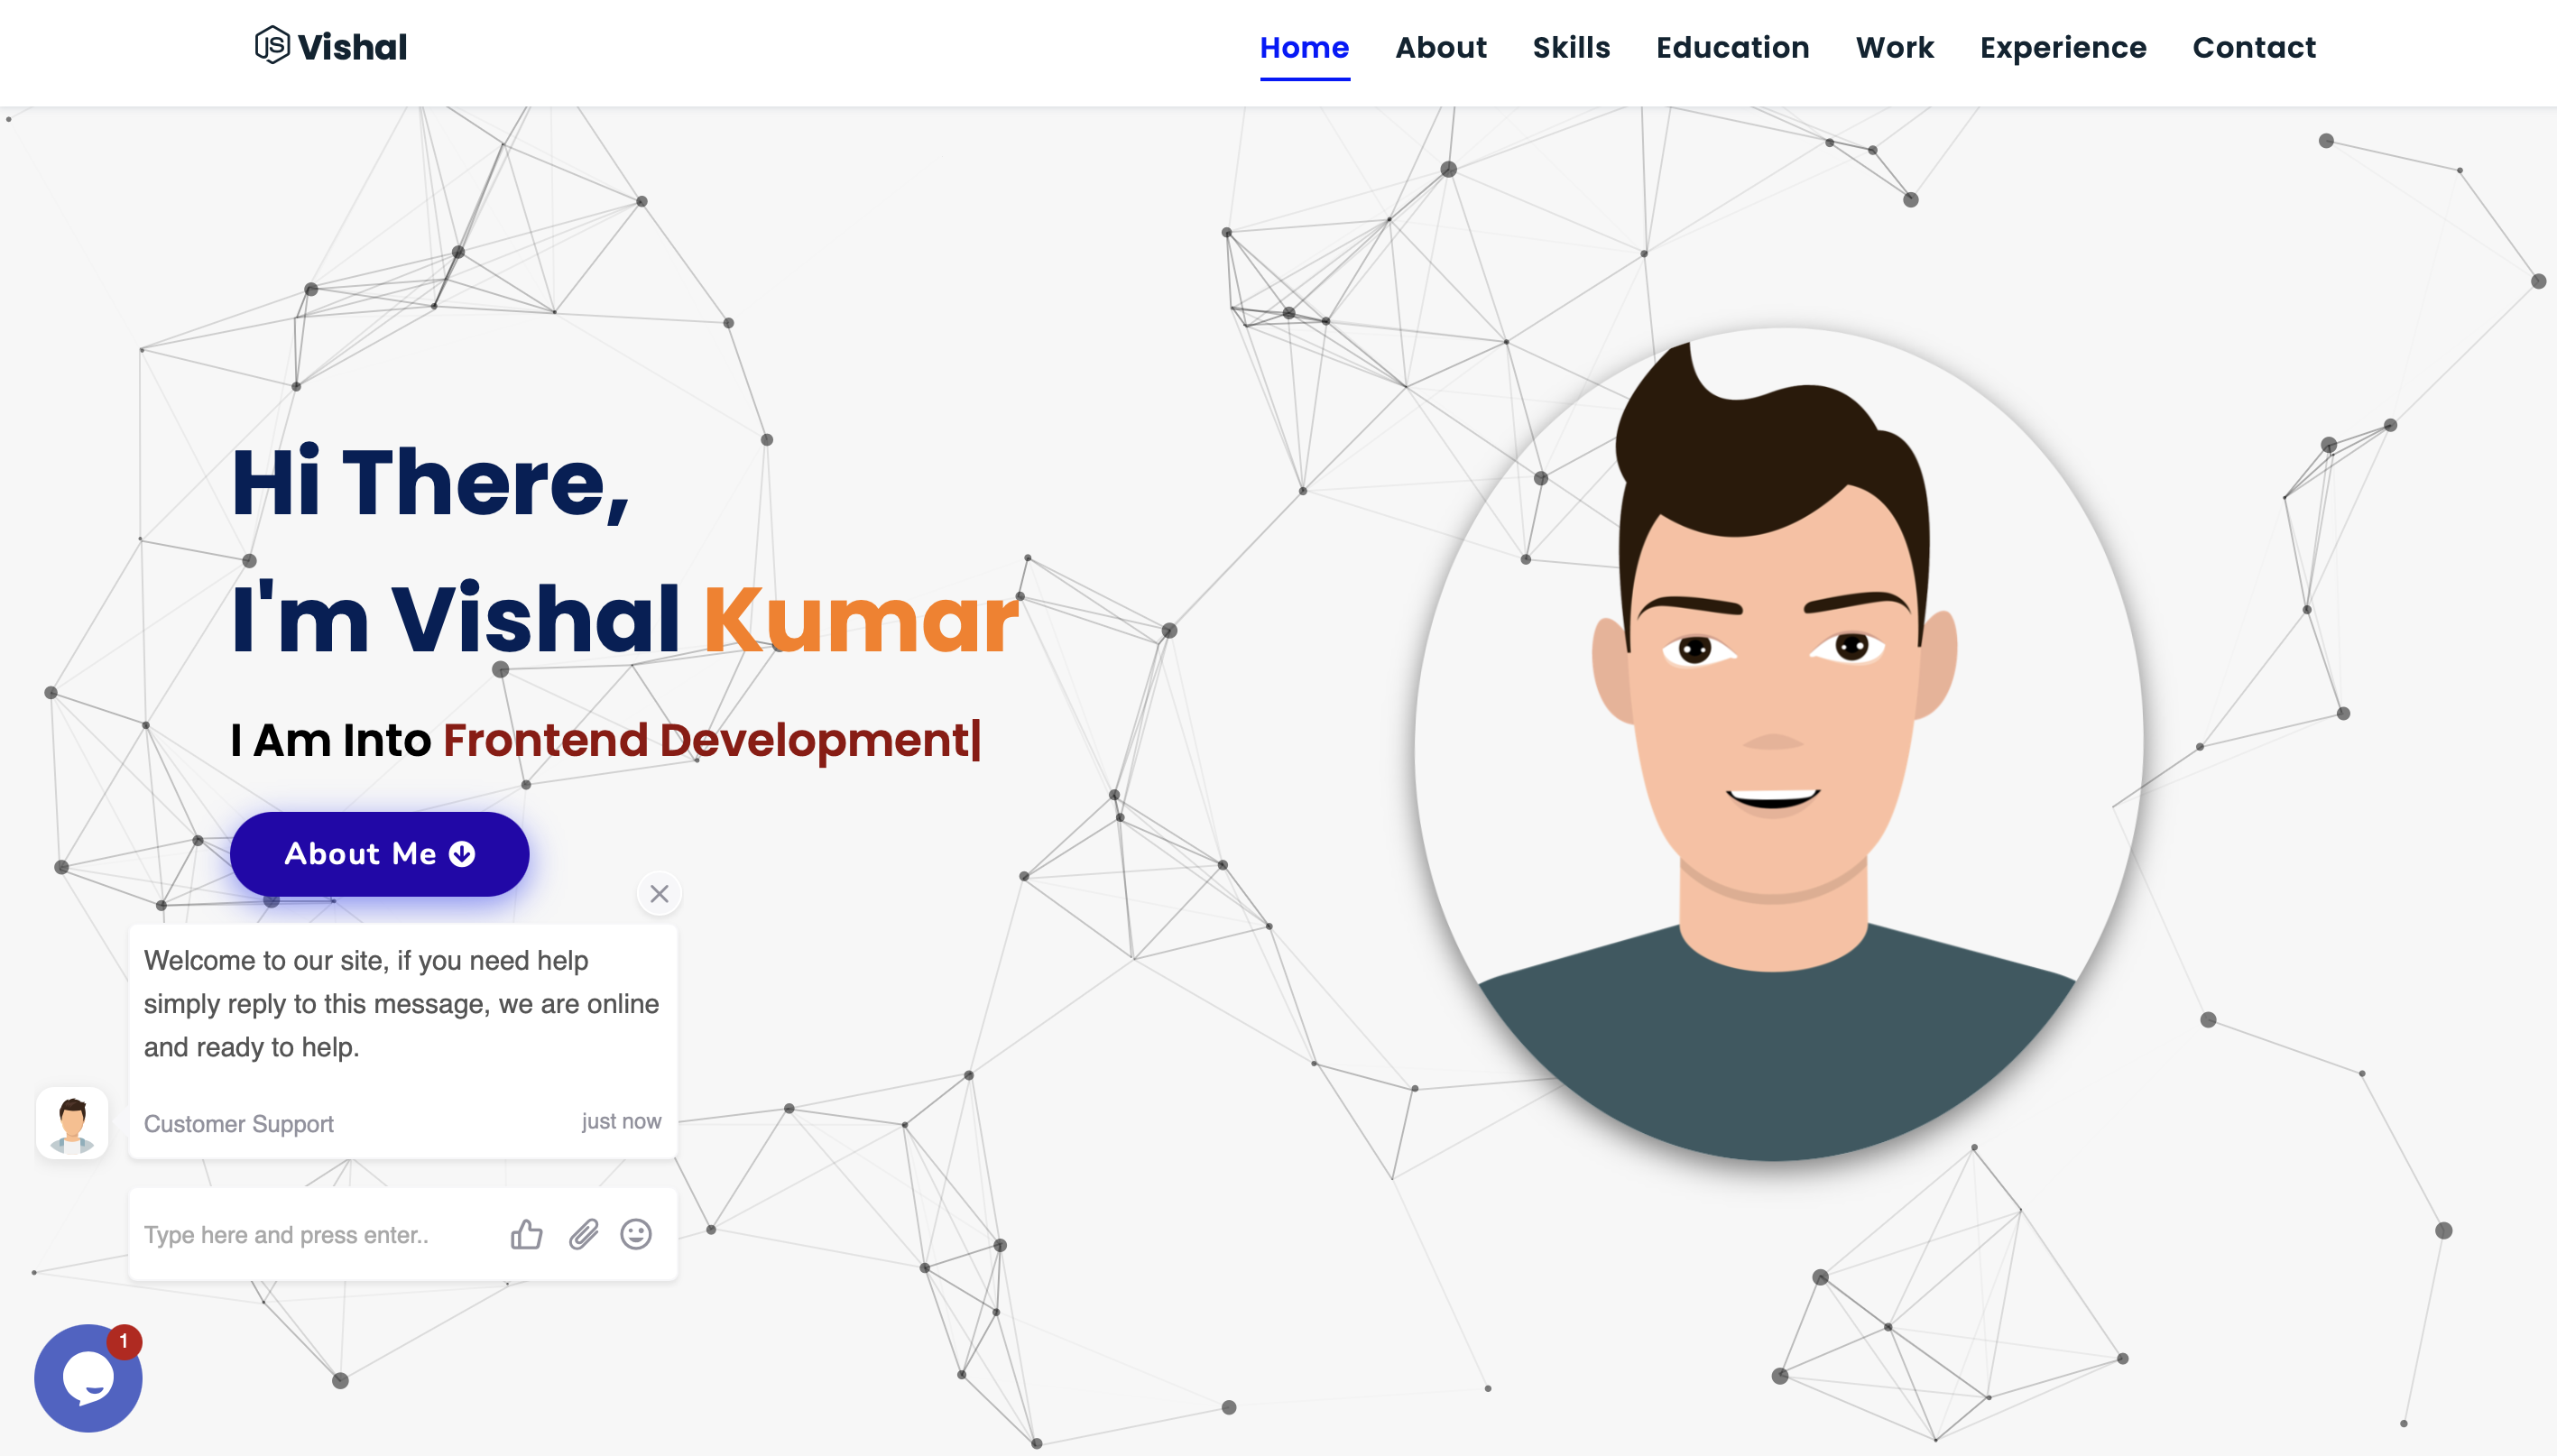 JS Vishal
Home About Skills Education Work Experience Contact
Hi There,
I'm Vishal Kumar
I Am Into Frontend Development|
About Me
Welcome to our site, if you need help
simply reply to this message, we are online
and ready to help.
Customer Support just now
Type here and press enter..
1